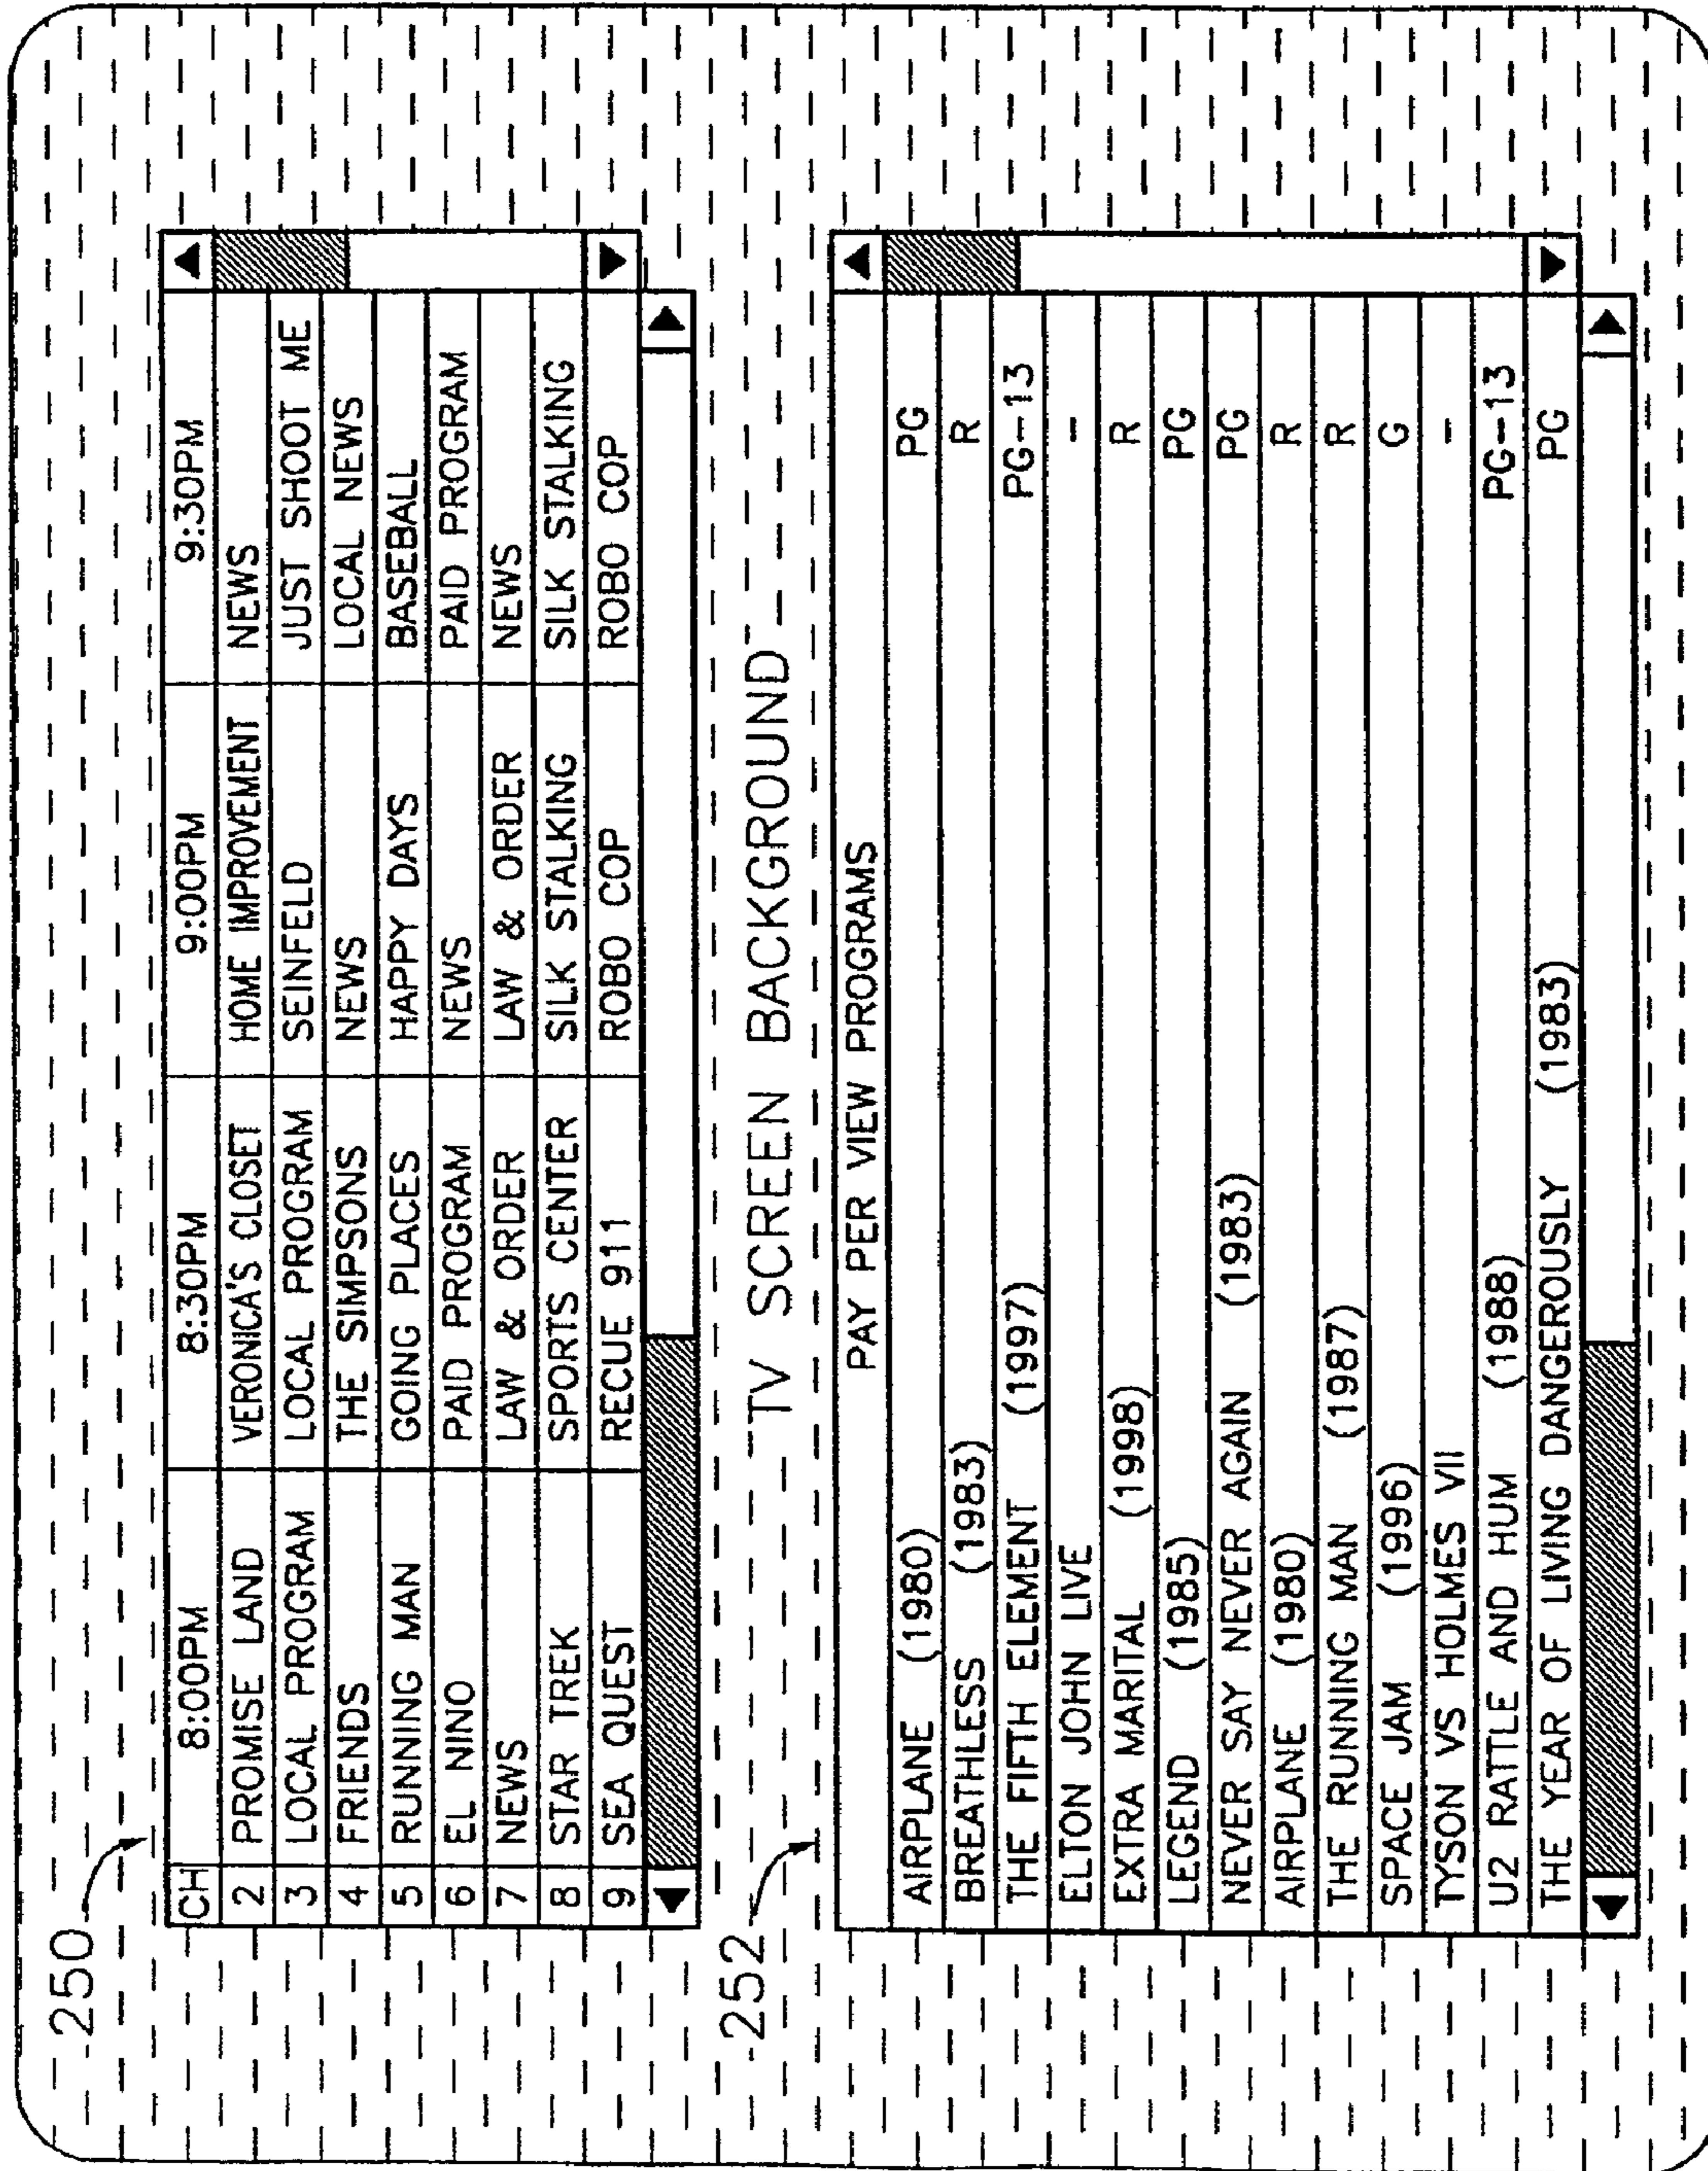 250
CH 8:00PM 8:30PM 9:00PM 9:30PM
2 PROMISE LAND VERONICA'S CLOSET HOME IMPROVEMENT NEWS
3 LOCAL PROGRAM LOCAL PROGRAM SEINFELD JUST SHOOT ME
4 FRIENDS THE SIMPSONS NEWS LOCAL NEWS
5 RUNNING MAN GOING PLACES HAPPY DAYS BASEBALL
6 EL NINO PAID PROGRAM NEWS PAID PROGRAM
7 NEWS LAW & ORDER LAW & ORDER NEWS
8 STAR TREK SPORTS CENTER SILK STALKING SILK STALKING
9 SEA QUEST RECUE 911 ROBO COP ROBO COP
252 TV SCREEN BACKGROUND
PAY PER VIEW PROGRAMS
AIRPLANE (1980) PG
BREATHLESS (1983) R
THE FIFTH ELEMENT (1997) PG-13
ELTON JOHN LIVE -
EXTRA MARITAL (1998) R
LEGEND (1985) PG
NEVER SAY NEVER AGAIN (1983) PG
AIRPLANE (1980) R
THE RUNNING MAN (1987) R
SPACE JAM (1996) G
TYSON VS HOLMES VII -
U2 RATTLE AND HUM (1988) PG-13
THE YEAR OF LIVING DANGEROUSLY (1983) PG